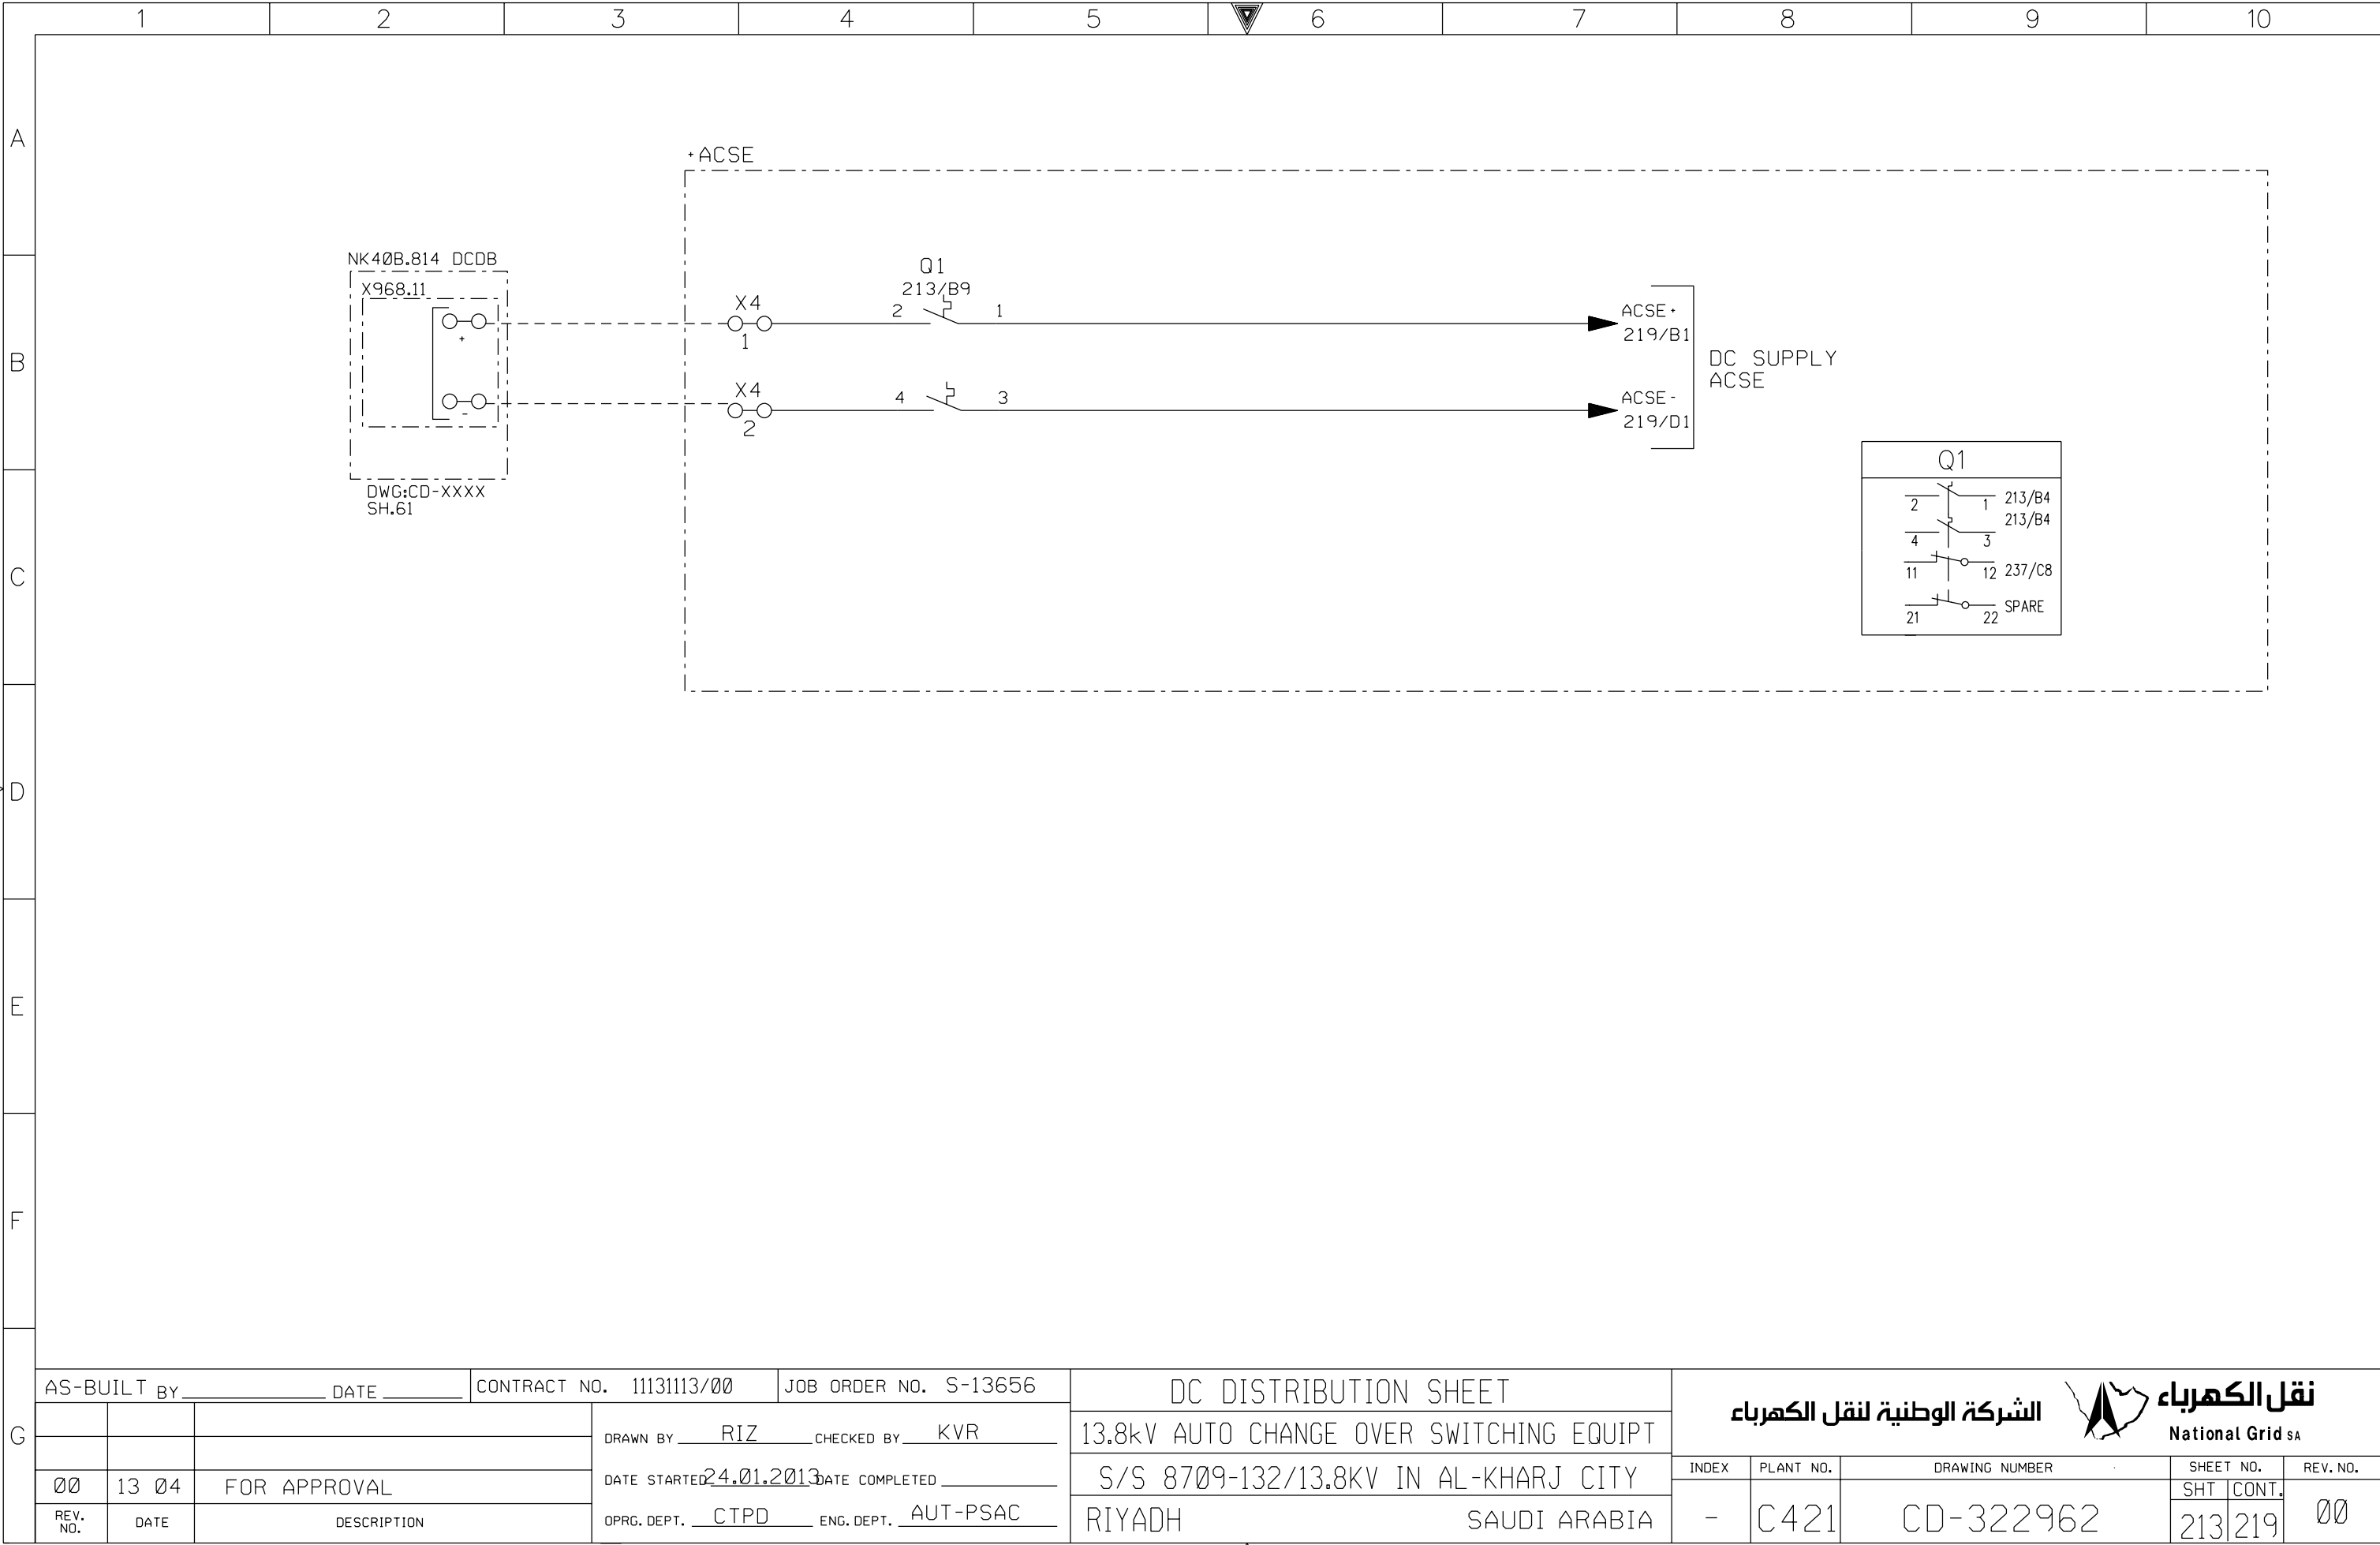 1 2 3 4 5 6 7 8 9 10
A
B
C
D
E
F
G
+ACSE
NK40B.814 DCDB
X968.11
+
-
DWG:CD-XXXX
SH.61
X4
1
Q1
213/B9
2 1
ACSE+
219/B1
X4
2
4 3
ACSE-
219/D1
DC SUPPLY
ACSE
Q1
2 1 213/B4
213/B4
4 3
11 12 237/C8
21 22 SPARE
AS-BUILT BY DATE
CONTRACT NO. 11131113/00
JOB ORDER NO. S-13656
00 13 04 FOR APPROVAL
REV. NO. DATE DESCRIPTION
DRAWN BY RIZ CHECKED BY KVR
DATE STARTED 24.01.2013 DATE COMPLETED
OPRG. DEPT. CTPD ENG. DEPT. AUT-PSAC
DC DISTRIBUTION SHEET
13.8kV AUTO CHANGE OVER SWITCHING EQUIPT
S/S 8709-132/13.8KV IN AL-KHARJ CITY
RIYADH SAUDI ARABIA
الشركة الوطنية لنقل الكهرباء
نقل الكهرباء
National Grid SA
INDEX PLANT NO. DRAWING NUMBER SHEET NO. REV. NO.
SHT CONT.
- C421 CD-322962 213 219 00